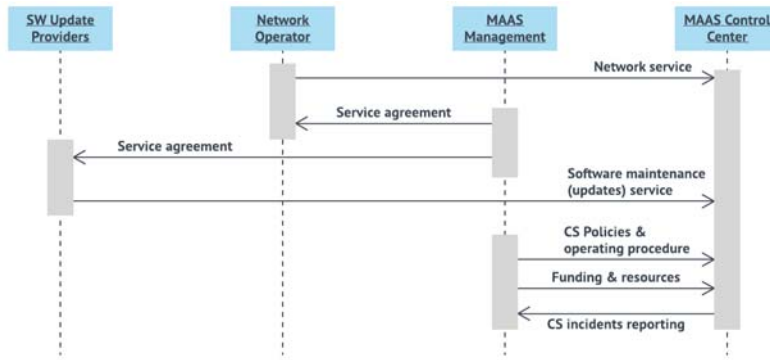 SW Update
Providers
Network
Operator
MAAS
Management
MAAS Control
Center
Network service
Service agreement
Service agreement
Software maintenance
(updates) service
CS Policies &
operating procedure
Funding & resources
CS incidents reporting